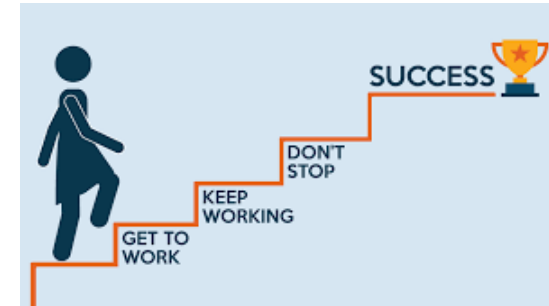 SUCCESS
DON'T
STOP
KEEP
WORKING
GET TO
WORK